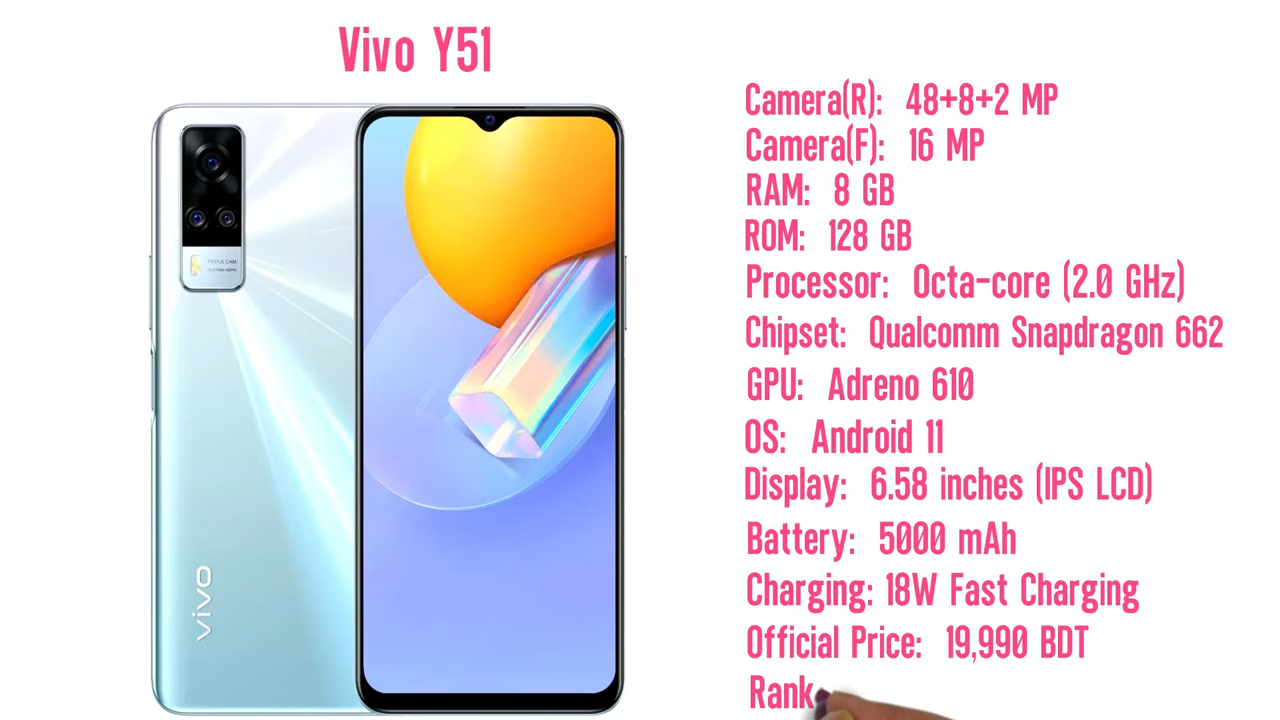 Vivo Y51
Camera(R): 48+8+2 MP
Camera(F): 16 MP
RAM: 8 GB
ROM: 128 GB
Processor: Octa-core (2.0 GHz)
Chipset: Qualcomm Snapdragon 662
GPU: Adreno 610
OS: Android 11
Display: 6.58 inches (IPS LCD)
Battery: 5000 mAh
Charging: 18W Fast Charging
Official Price: 19,990 BDT
Rank
TRIPLE CAM
vivo